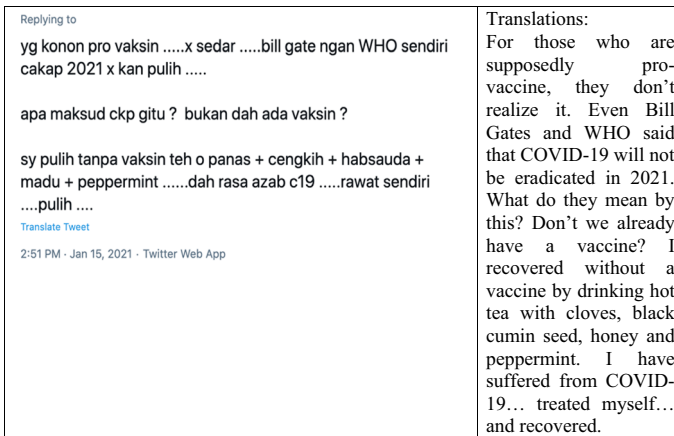 Replying to
yg konon pro vaksin .....x sedar .....bill gate ngan WHO sendiri
cakap 2021 x kan pulih .....
apa maksud ckp gitu ? bukan dah ada vaksin ?
sy pulih tanpa vaksin teh o panas + cengkih + habsauda +
madu + peppermint ......dah rasa azab c19 .....rawat sendiri
....pulih ....
Translate Tweet
2:51 PM · Jan 15, 2021 · Twitter Web App
Translations:
For those who are
supposedly pro-
vaccine, they don’t
realize it. Even Bill
Gates and WHO said
that COVID-19 will not
be eradicated in 2021.
What do they mean by
this? Don’t we already
have a vaccine? I
recovered without a
vaccine by drinking hot
tea with cloves, black
cumin seed, honey and
peppermint. I have
suffered from COVID-
19… treated myself…
and recovered.